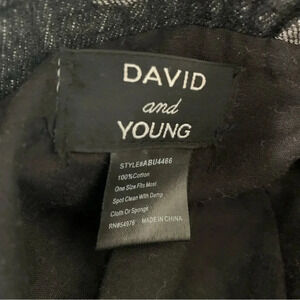 DAVID
and
YOUNG
STYLE#ABU4466
100%Cotton
One Size Fits Most
Spot Clean With Damp
Cloth Or Sponge
RN#54976 MADE IN CHINA